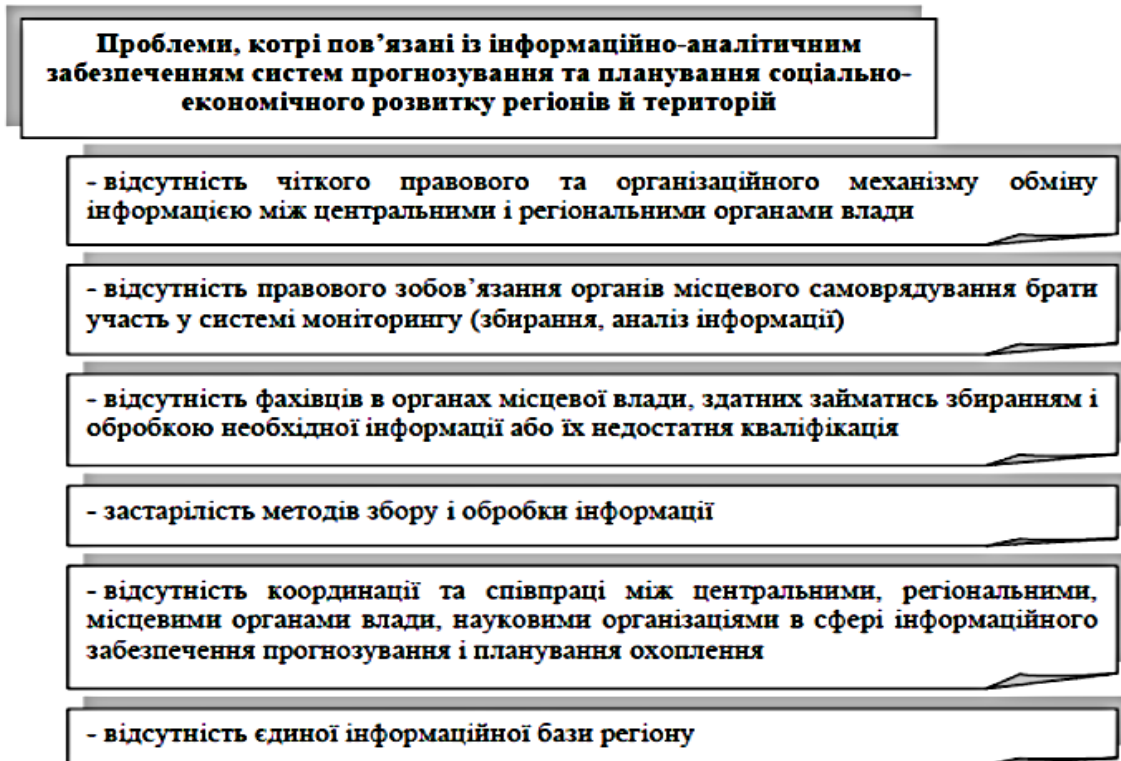 Проблеми, котрі пов’язані із інформаційно-аналітичним
забезпеченням систем прогнозування та планування соціально-
економічного розвитку регіонів й територій
- відсутність чіткого правового та організаційного механізму обміну
інформацією між центральними і регіональними органами влади
- відсутність правового зобов’язання органів місцевого самоврядування брати
участь у системі моніторингу (збирання, аналіз інформації)
- відсутність фахівців в органах місцевої влади, здатних займатись збиранням і
обробкою необхідної інформації або їх недостатня кваліфікація
- застарілість методів збору і обробки інформації
- відсутність координації та співпраці між центральними, регіональними,
місцевими органами влади, науковими організаціями в сфері інформаційного
забезпечення прогнозування і планування охоплення
- відсутність єдиної інформаційної бази регіону